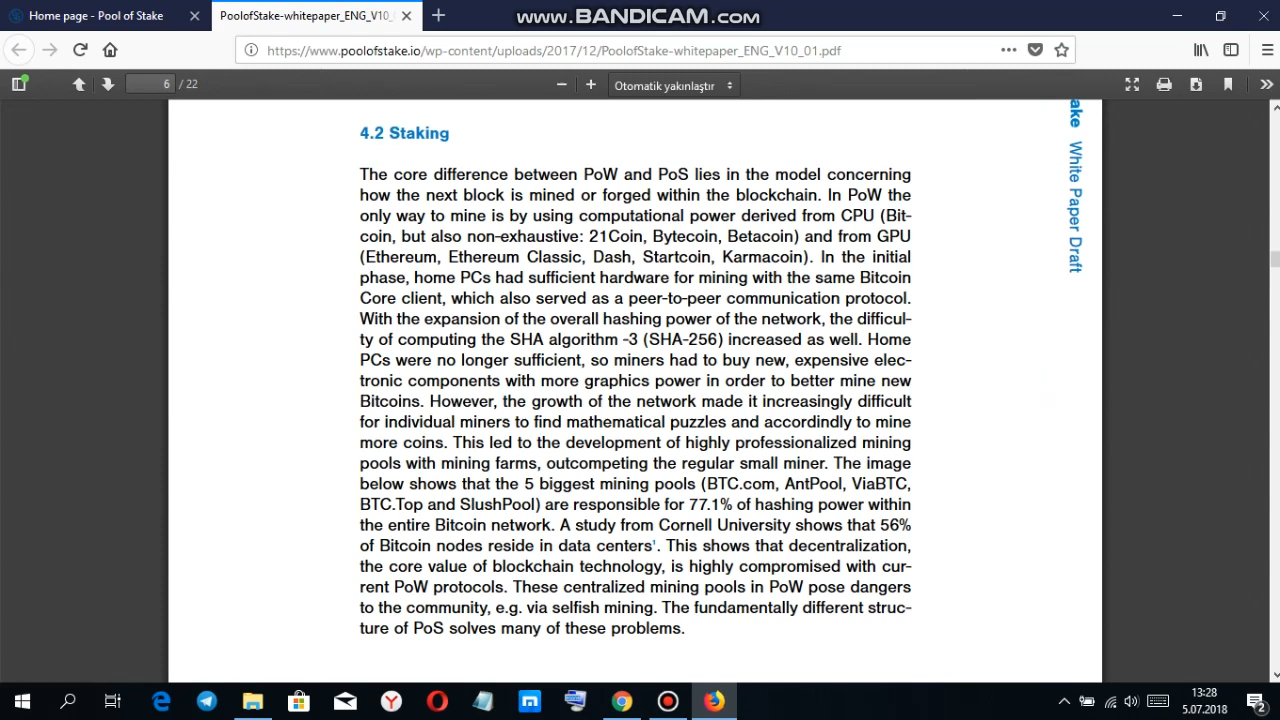 Home page - Pool of Stake
PoolofStake-whitepaper_ENG_V10_
www.BANDICAM.com
https://www.poolofstake.io/wp-content/uploads/2017/12/PoolofStake-whitepaper_ENG_V10_01.pdf
6 / 22
Otomatik yakınlaştır
4.2 Staking
The core difference between PoW and PoS lies in the model concerning
how the next block is mined or forged within the blockchain. In PoW the
only way to mine is by using computational power derived from CPU (Bit-
coin, but also non-exhaustive: 21Coin, Bytecoin, Betacoin) and from GPU
(Ethereum, Ethereum Classic, Dash, Startcoin, Karmacoin). In the initial
phase, home PCs had sufficient hardware for mining with the same Bitcoin
Core client, which also served as a peer-to-peer communication protocol.
With the expansion of the overall hashing power of the network, the difficul-
ty of computing the SHA algorithm -3 (SHA-256) increased as well. Home
PCs were no longer sufficient, so miners had to buy new, expensive elec-
tronic components with more graphics power in order to better mine new
Bitcoins. However, the growth of the network made it increasingly difficult
for individual miners to find mathematical puzzles and accordindly to mine
more coins. This led to the development of highly professionalized mining
pools with mining farms, outcompeting the regular small miner. The image
below shows that the 5 biggest mining pools (BTC.com, AntPool, ViaBTC,
BTC.Top and SlushPool) are responsible for 77.1% of hashing power within
the entire Bitcoin network. A study from Cornell University shows that 56%
of Bitcoin nodes reside in data centers¹. This shows that decentralization,
the core value of blockchain technology, is highly compromised with cur-
rent PoW protocols. These centralized mining pools in PoW pose dangers
to the community, e.g. via selfish mining. The fundamentally different struc-
ture of PoS solves many of these problems.
ake White Paper Draft
13:28
5.07.2018
2